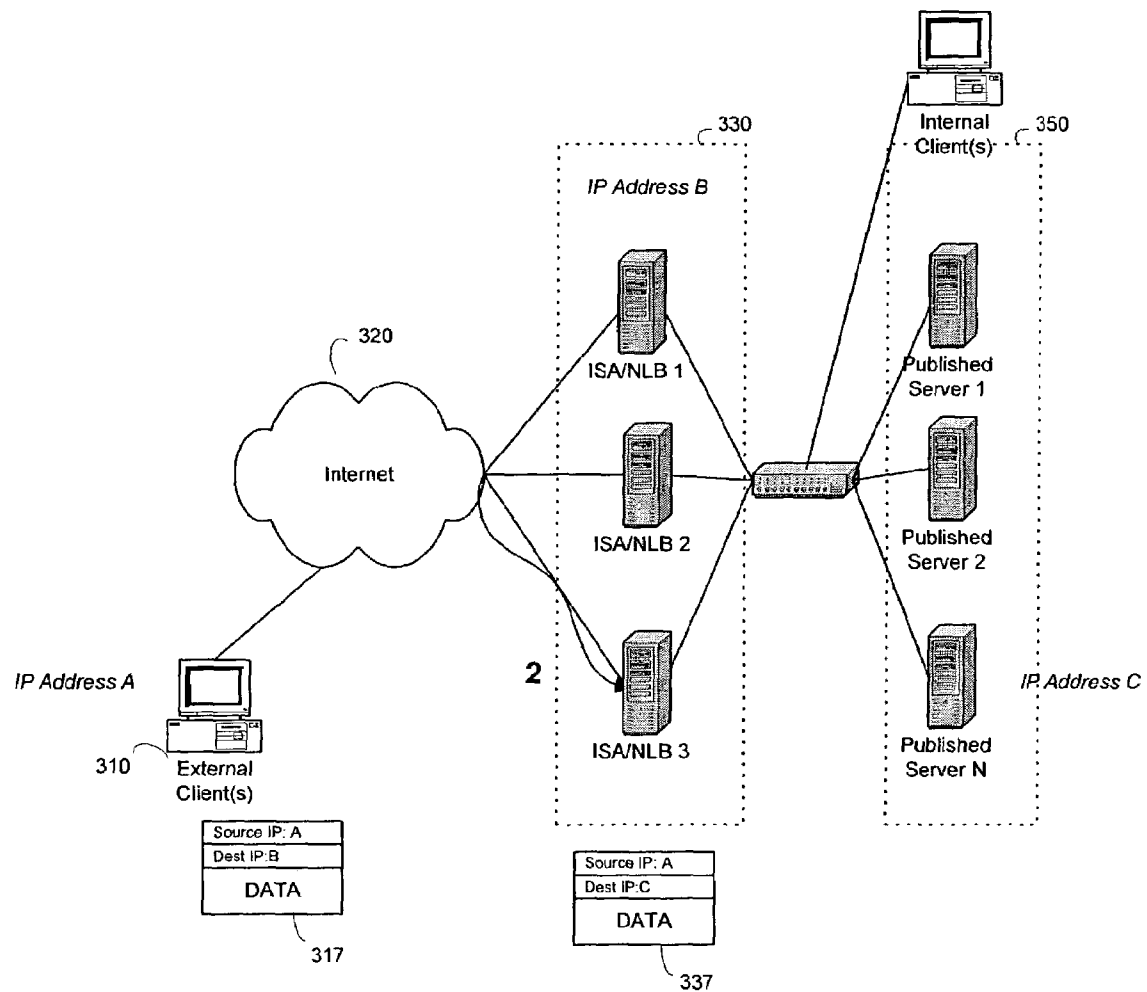 Internal
Client(s)
330
350
IP Address B
320
ISA/NLB 1
Published
Server 1
Internet
ISA/NLB 2
Published
Server 2
2
IP Address A
IP Address C
ISA/NLB 3
Published
Server N
310
External
Client(s)
Source IP: A
Dest IP:B
DATA
317
Source IP: A
Dest IP:C
DATA
337